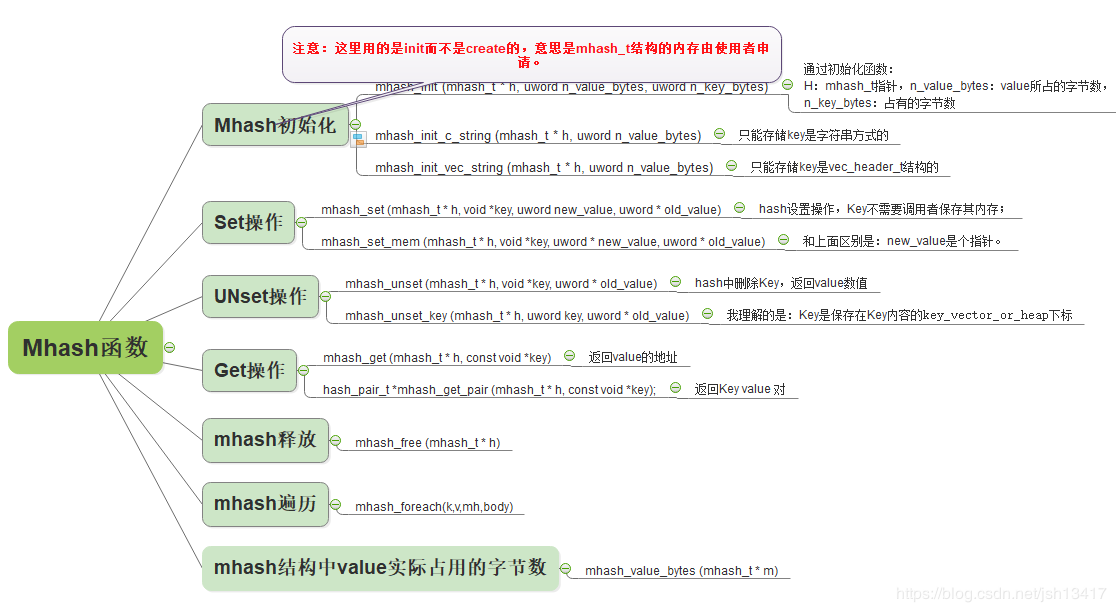 注意：这里用的是init而不是create的，意思是mhash_t结构的内存由使用者申
请。
mhash_init (mhash_t * h, uword n_value_bytes, uword n_key_bytes)
通过初始化函数：
H：mhash_t指针，n_value_bytes：value所占的字节数，
n_key_bytes：占有的字节数
Mhash初始化
mhash_init_c_string (mhash_t * h, uword n_value_bytes)
只能存储key是字符串方式的
mhash_init_vec_string (mhash_t * h, uword n_value_bytes)
只能存储key是vec_header_t结构的
Set操作
mhash_set (mhash_t * h, void *key, uword new_value, uword * old_value)
hash设置操作，Key不需要调用者保存其内存；
mhash_set_mem (mhash_t * h, void *key, uword * new_value, uword * old_value)
和上面区别是：new_value是个指针。
UNset操作
mhash_unset (mhash_t * h, void *key, uword * old_value)
hash中删除Key，返回value数值
mhash_unset_key (mhash_t * h, uword key, uword * old_value)
我理解的是：Key是保存在Key内容的key_vector_or_heap下标
Mhash函数
Get操作
mhash_get (mhash_t * h, const void *key)
返回value的地址
hash_pair_t *mhash_get_pair (mhash_t * h, const void *key);
返回Key value 对
mhash释放
mhash_free (mhash_t * h)
mhash遍历
mhash_foreach(k,v,mh,body)
mhash结构中value实际占用的字节数
mhash_value_bytes (mhash_t * m)
https://blog.csdn.net/jsh13417